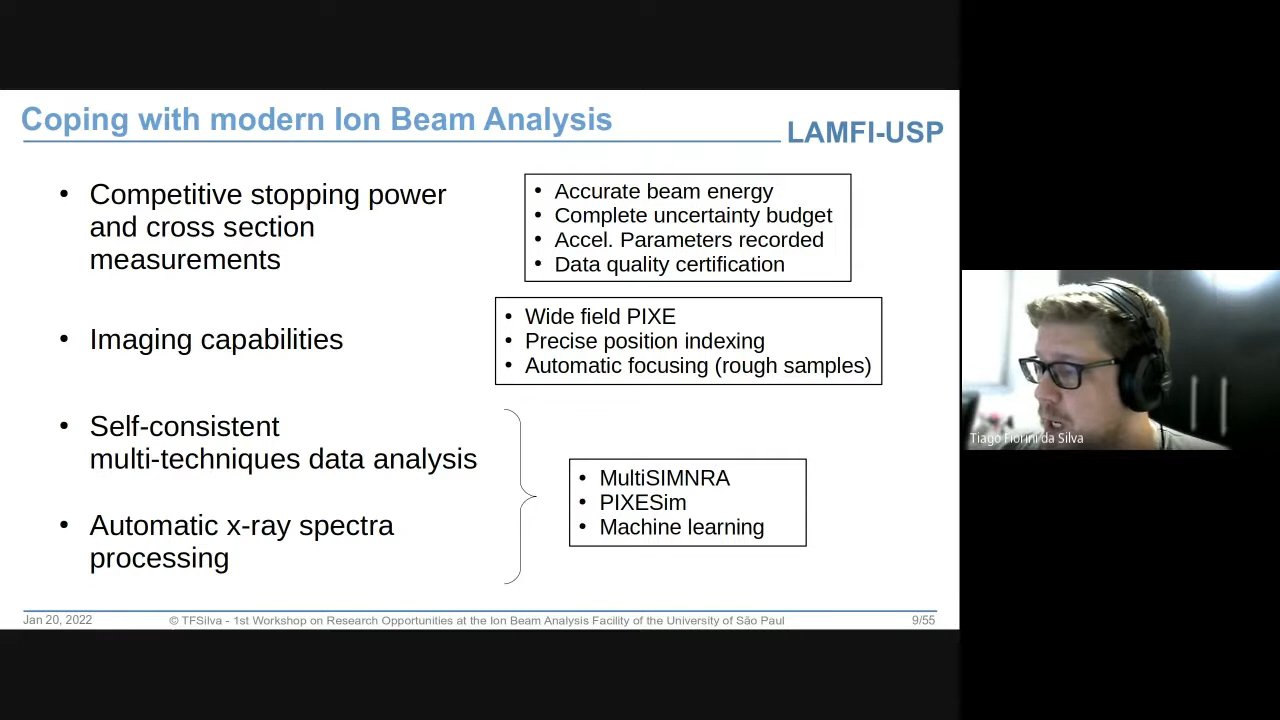 Coping with modern Ion Beam Analysis
LAMFI-USP
• Competitive stopping power
and cross section
measurements
• Accurate beam energy
• Complete uncertainty budget
• Accel. Parameters recorded
• Data quality certification
• Imaging capabilities
• Wide field PIXE
• Precise position indexing
• Automatic focusing (rough samples)
• Self-consistent
multi-techniques data analysis
• Automatic x-ray spectra
processing
• MultiSIMNRA
• PIXESim
• Machine learning
Tiago Fiorini da Silva
Jan 20, 2022
© TFSilva - 1st Workshop on Research Opportunities at the Ion Beam Analysis Facility of the University of São Paul
9/55